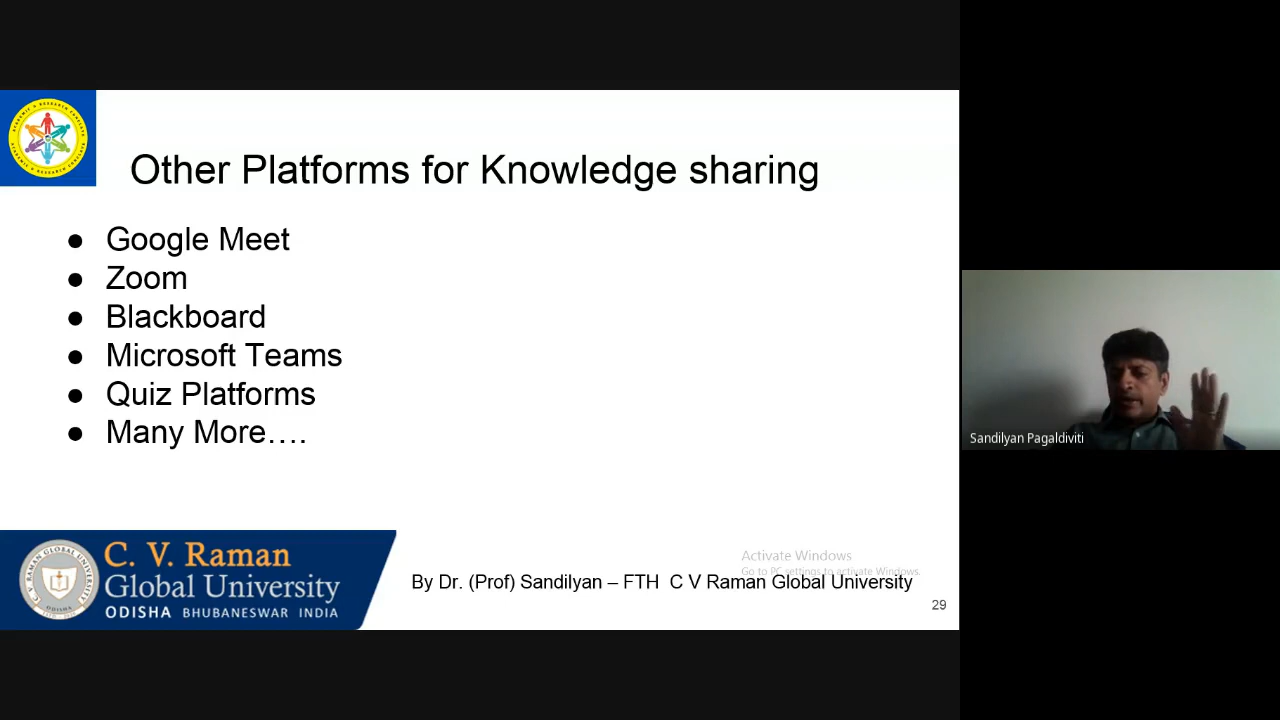 Other Platforms for Knowledge sharing
● Google Meet
● Zoom
● Blackboard
● Microsoft Teams
● Quiz Platforms
● Many More….
Sandilyan Pagaldiviti
C. V. Raman
Global University
ODISHA BHUBANESWAR INDIA
Activate Windows
Go to PC settings to activate Windows.
By Dr. (Prof) Sandilyan – FTH C V Raman Global University
29